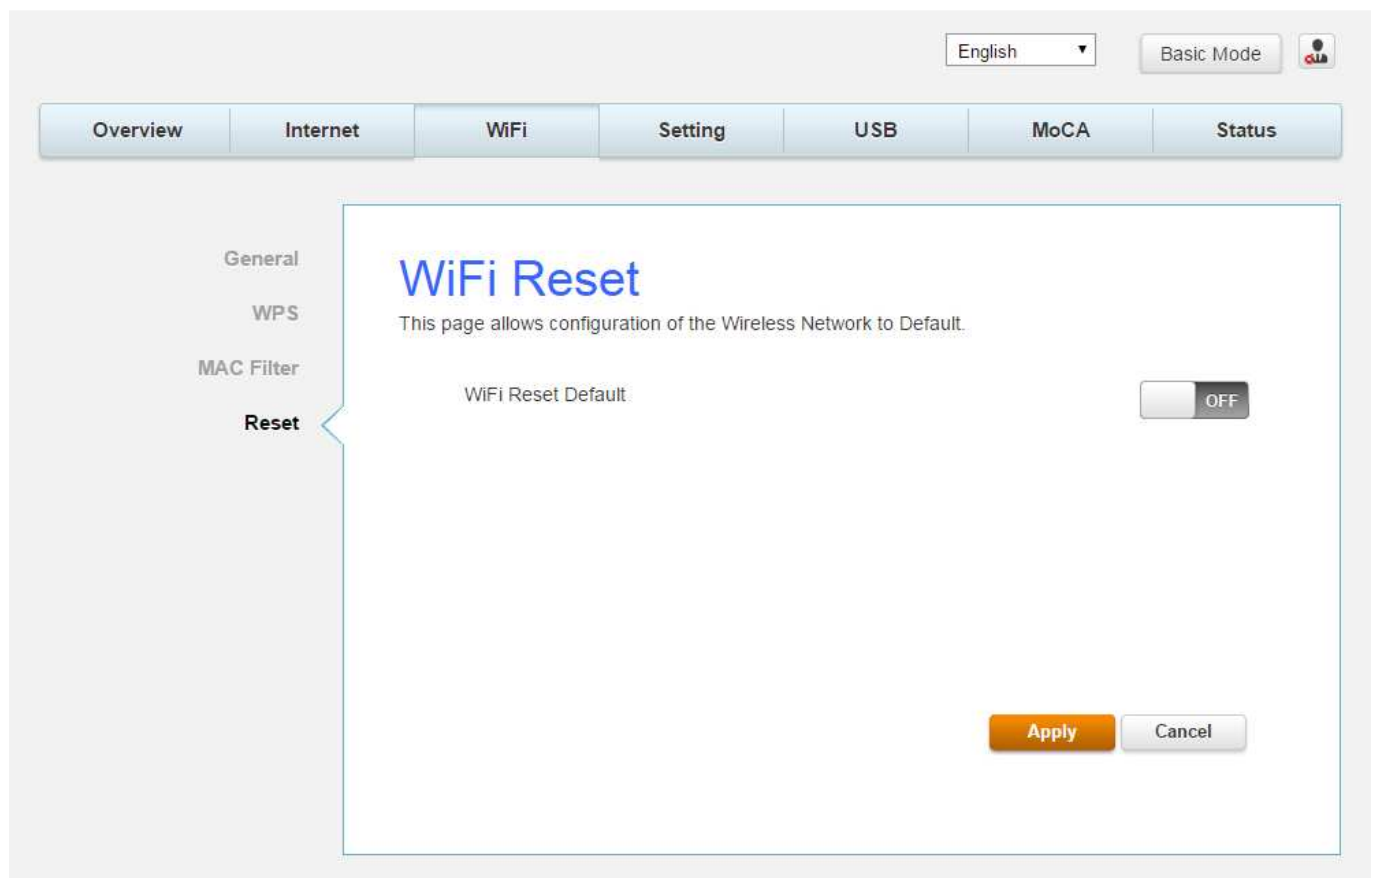 English Basic Mode
Overview Internet WiFi Setting USB MoCA Status
General
WPS
MAC Filter
Reset
WiFi Reset
This page allows configuration of the Wireless Network to Default.
WiFi Reset Default OFF
Apply Cancel